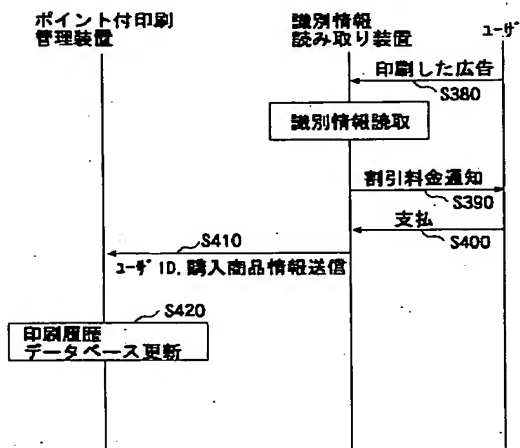 ポイント付印刷
管理装置
識別情報
読み取り装置
ユーザ
印刷した広告
S380
識別情報読取
割引料金通知
S390
支払
S400
S410
ユーザID.購入商品情報送信
S420
印刷履歴
データベース更新